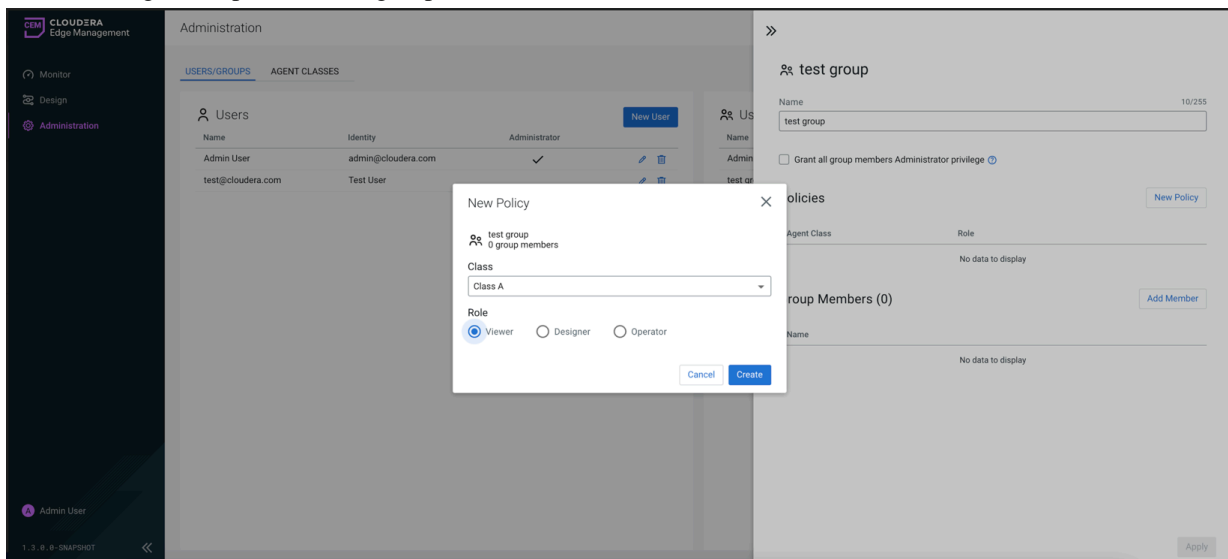 CEM CLOUDERA
Edge Management
Monitor
Design
Administration
A Admin User
1.3.0.0-SNAPSHOT
Administration
USERS/GROUPS AGENT CLASSES
Users
New User
Name Identity Administrator
Admin User admin@cloudera.com
test@cloudera.com Test User
Us
Name
Admin
test gr
New Policy
test group
0 group members
Class
Class A
Role
Viewer Designer Operator
Cancel Create
test group
Name 10/255
test group
Grant all group members Administrator privilege
olicies New Policy
Agent Class Role
No data to display
roup Members (0) Add Member
Name
No data to display
Apply